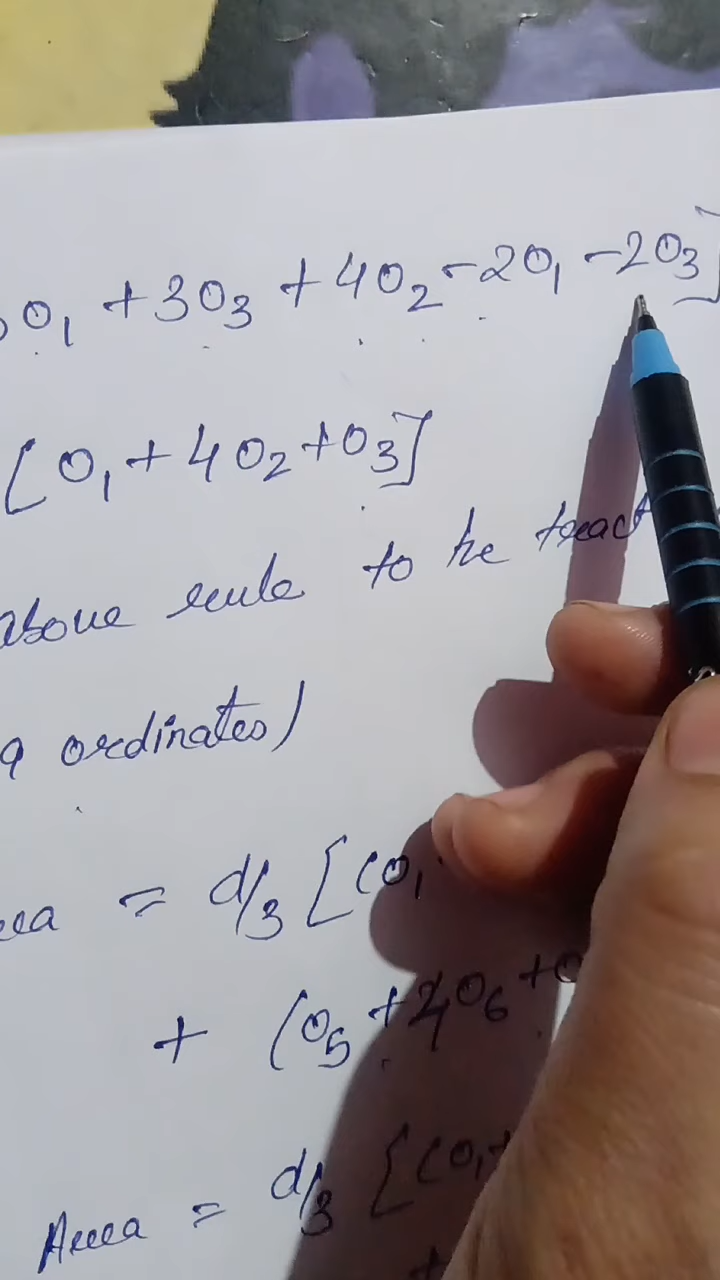 O₁ + 3O₃ + 4O₂ - 2O₁ - 2O₃]
[O₁ + 4O₂ + O₃]
above rule to be
9 ordinates)
= d/3 [(O₁
+ (O₅ + 4O₆ + O
Area = d/3 [(O₁+